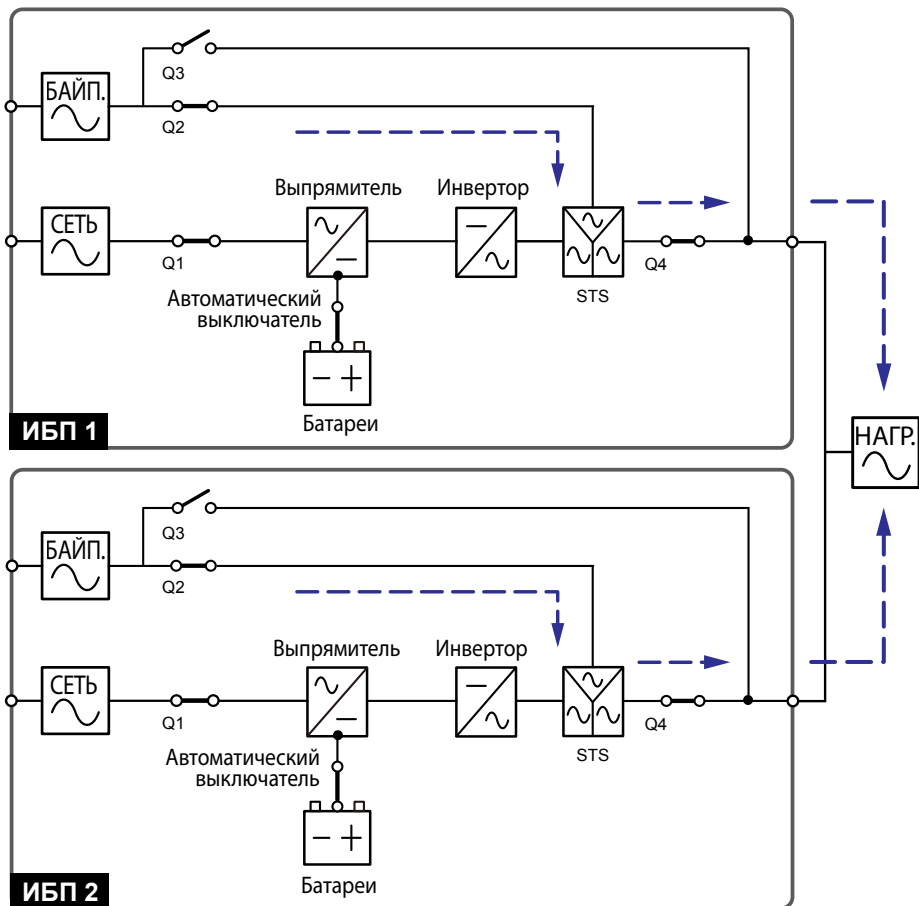 Q3
БАЙП.
Q2
Выпрямитель
Инвертор
СЕТЬ
Q1
Q4
STS
Автоматический
выключатель
– +
Батареи
ИБП 1
НАГР.
Q3
БАЙП.
Q2
Выпрямитель
Инвертор
СЕТЬ
Q1
Q4
STS
Автоматический
выключатель
– +
Батареи
ИБП 2